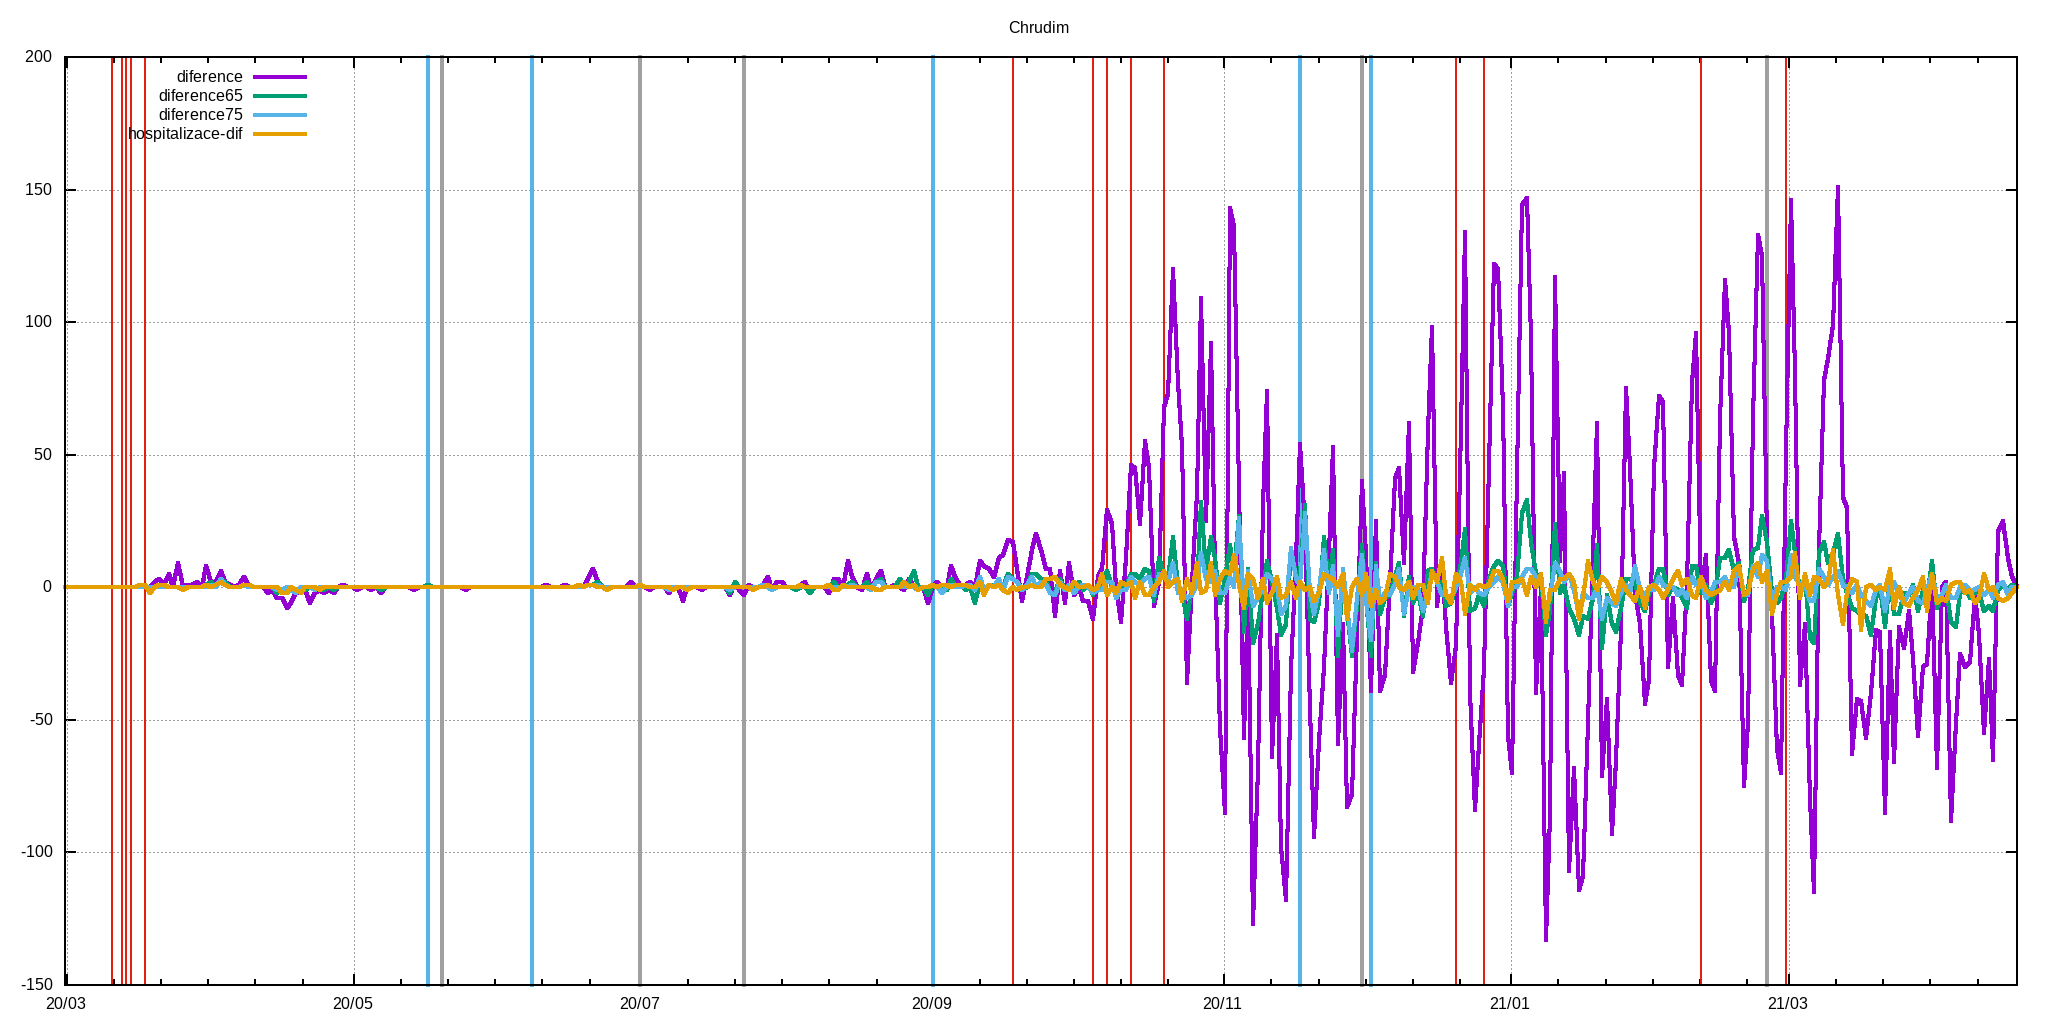 Chrudim
200
150
100
50
0
-50
-100
-150
diference
diference65
diference75
hospitalizace-dif
20/03 20/05 20/07 20/09 20/11 21/01 21/03